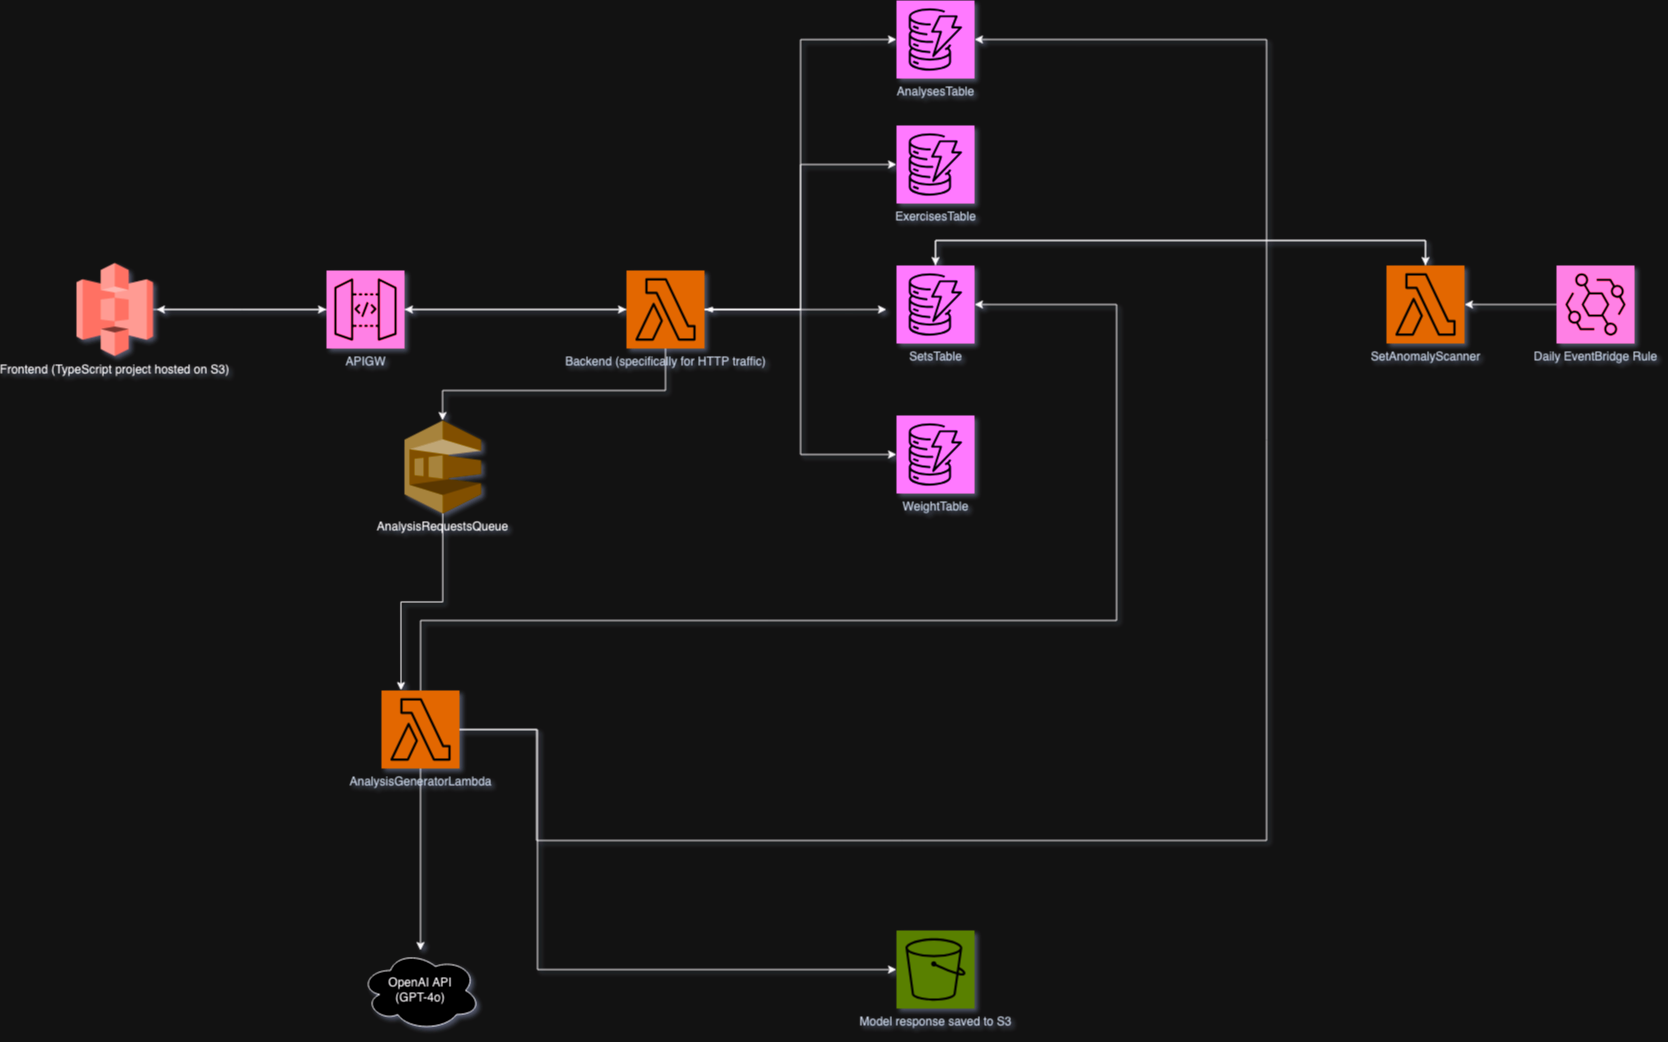 AnalysesTable
ExercisesTable
Frontend (TypeScript project hosted on S3)
APIGW
Backend (specifically for HTTP traffic)
SetsTable
SetAnomalyScanner
Daily EventBridge Rule
AnalysisRequestsQueue
WeightTable
AnalysisGeneratorLambda
OpenAI API
(GPT-4o)
Model response saved to S3